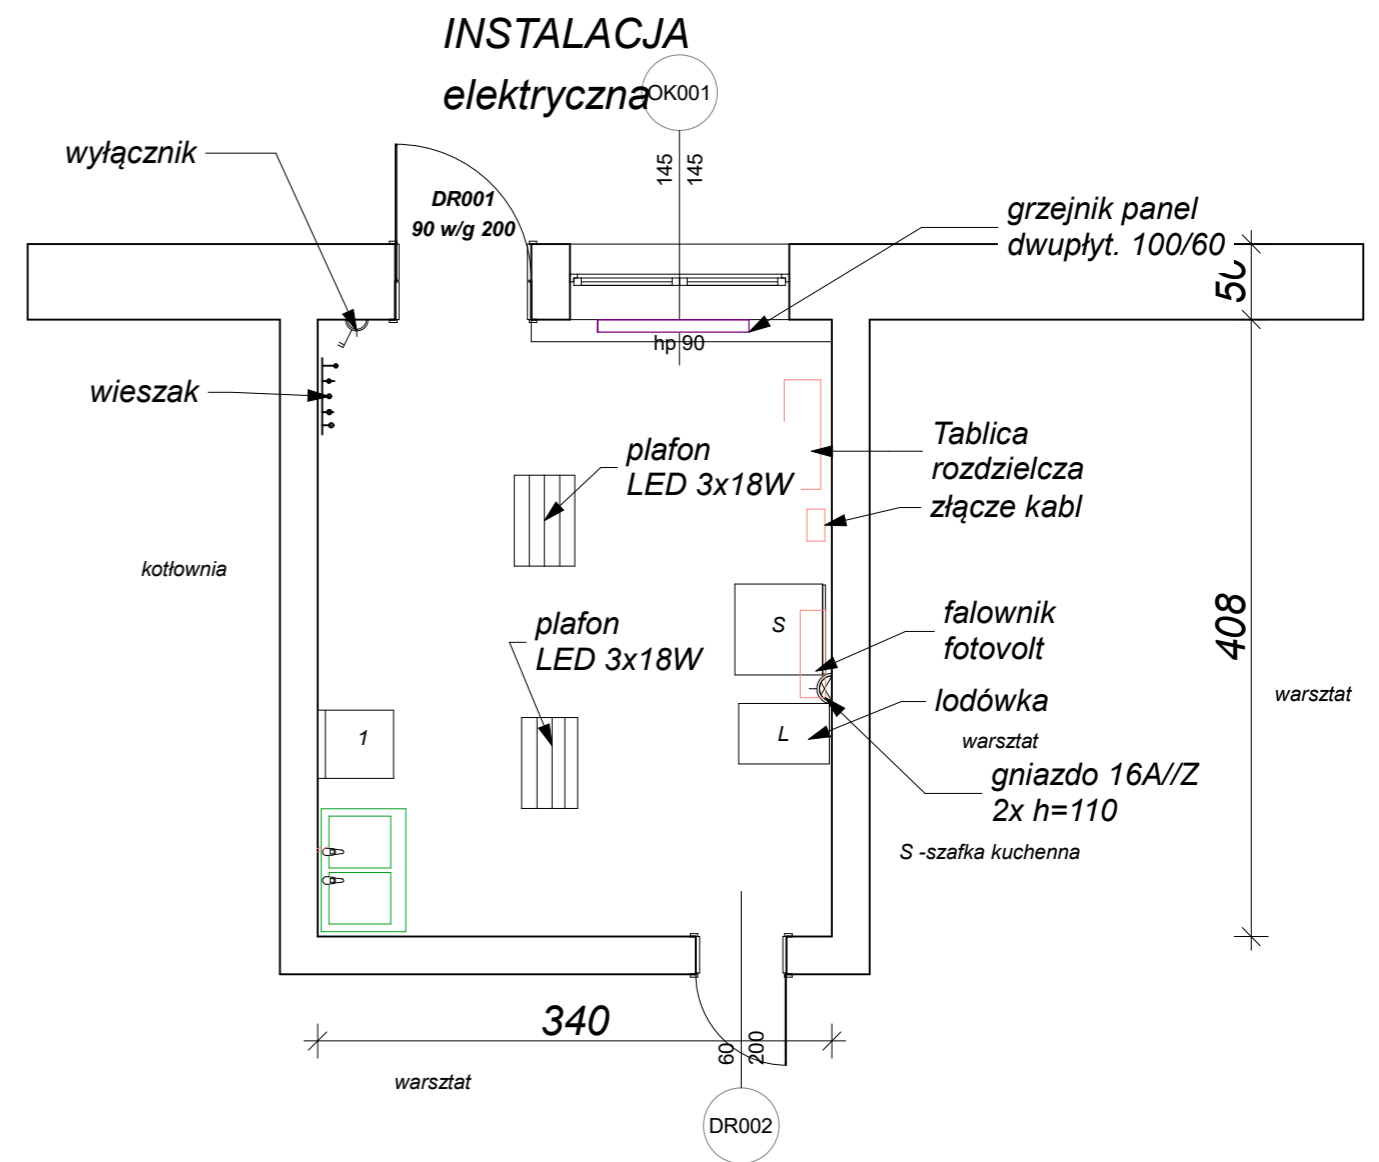 INSTALACJA
elektryczna
OK001
145
145
wyłącznik
DR001
90 w/g 200
grzejnik panel
dwupłyt. 100/60
50
hp 90
wieszak
plafon
LED 3x18W
Tablica
rozdzielcza
złącze kabl
kotłownia
plafon
LED 3x18W
S
falownik
fotovolt
408
warsztat
lodówka
1
L
warsztat
gniazdo 16A//Z
2x h=110
S -szafka kuchenna
340
60
200
warsztat
DR002